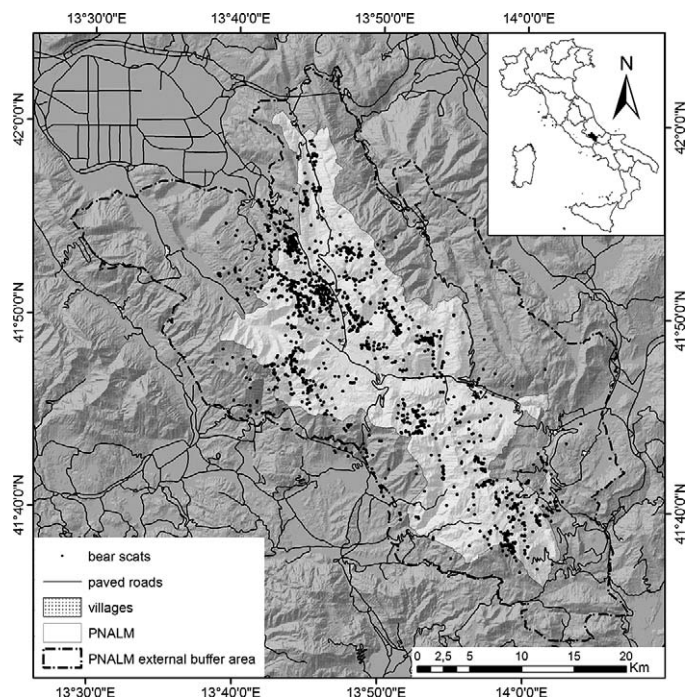 13°40'0"E 13°50'0"E 14°0'0"E
N
42°0'0"N 42°0'0"N
41°50'0"N 41°50'0"N
41°40'0"N 41°40'0"N
bear scats
paved roads
villages
PNALM
PNALM external buffer area
0 2,5 5 10 15 20
Km
13°30'0"E 13°40'0"E 13°50'0"E 14°0'0"E